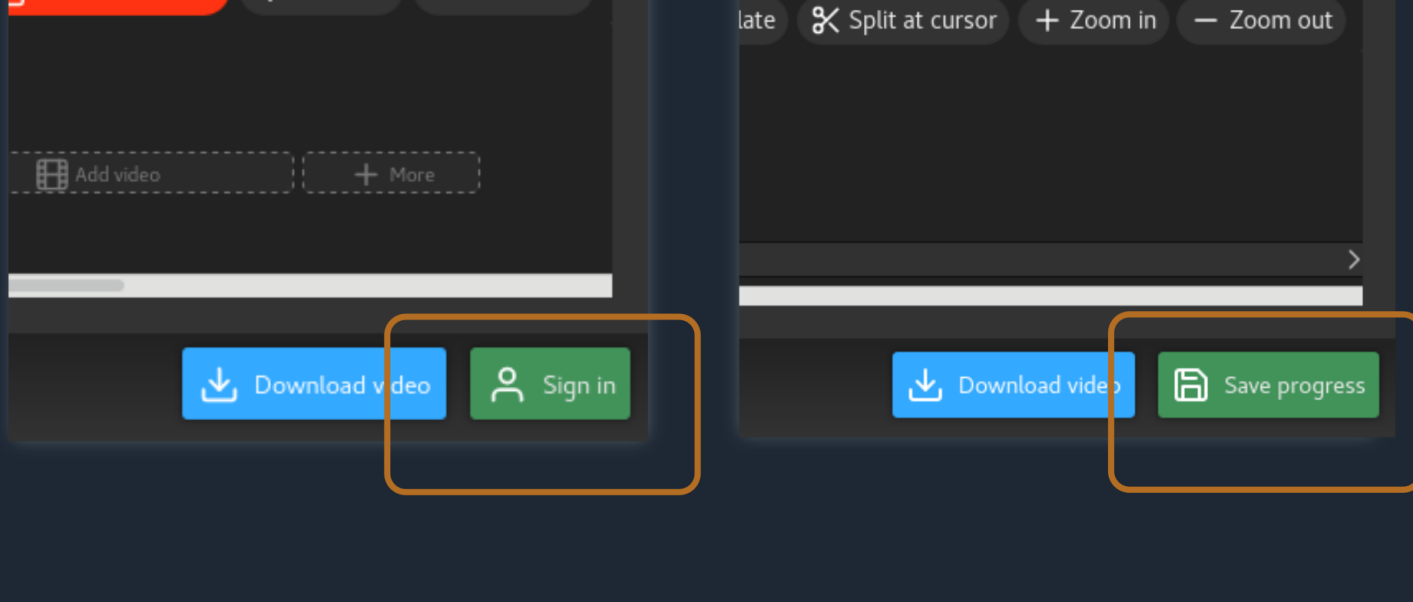 late Split at cursor Zoom in Zoom out
Add video More
Download video Sign in
Download video Save progress